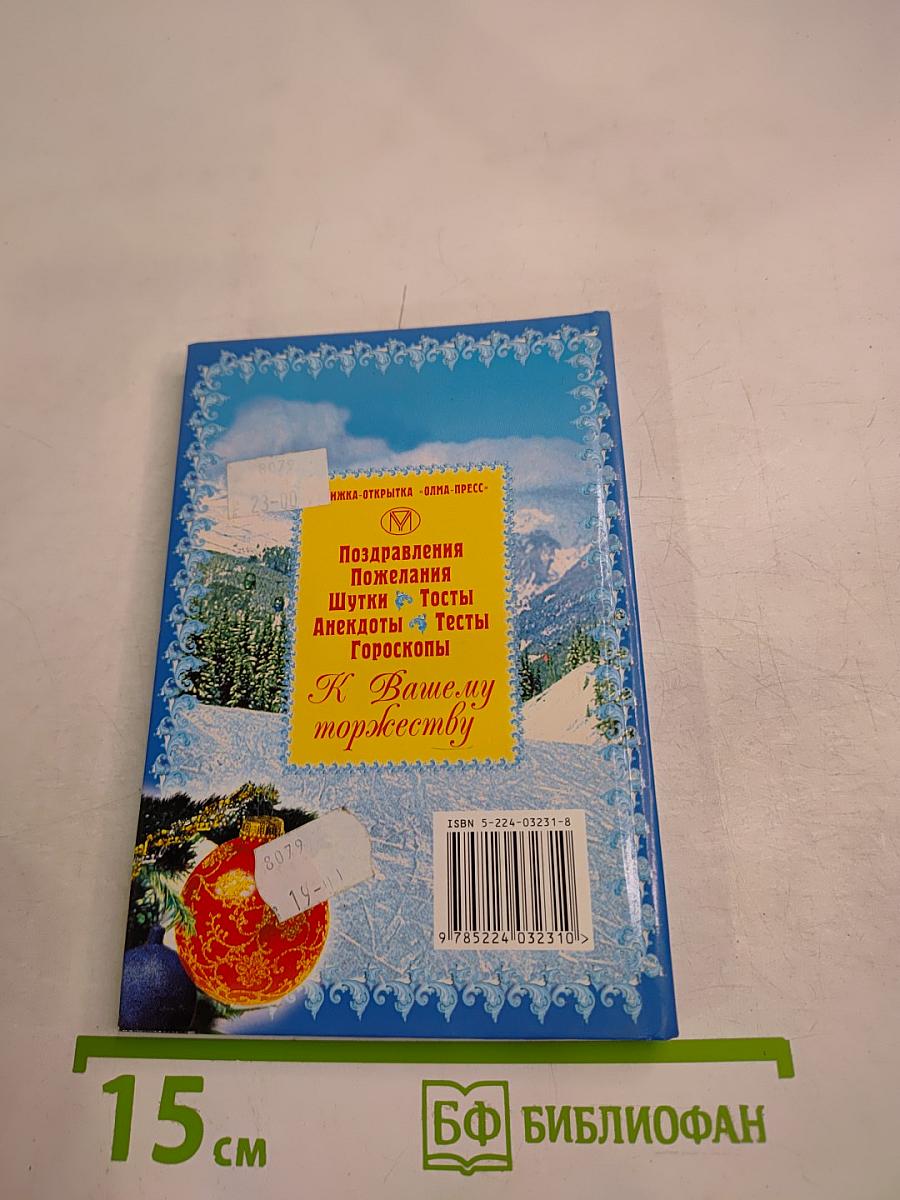 8079
23-00
ИЖКА-ОТКРЫТКА «ОЛМА-ПРЕСС»
Поздравления
Пожелания
Шутки Тосты
Анекдоты Тесты
Гороскопы
К Вашему
торжеству
ISBN 5-224-03231-8
8079
9 785224 032310 >
15 см
БФ БИБЛИОФАН